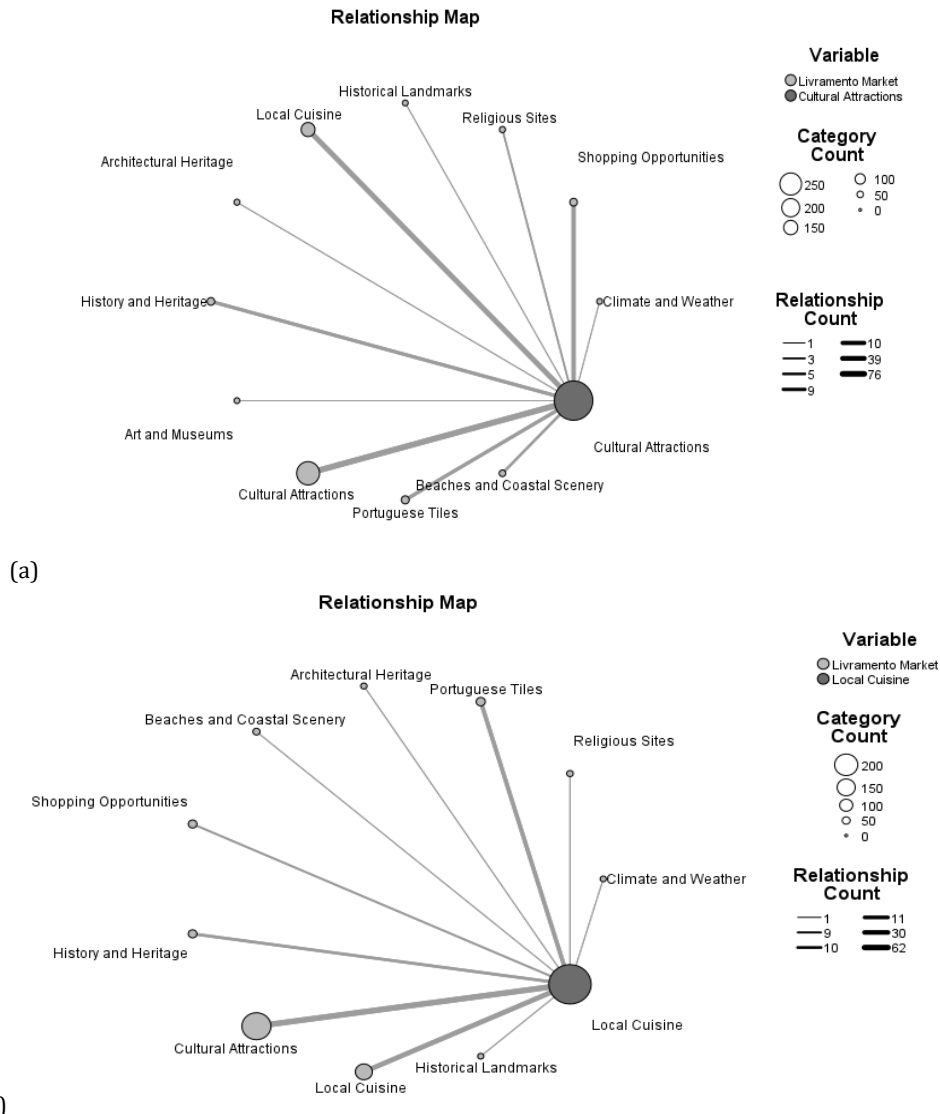 Relationship Map
Variable
Livramento Market
Cultural Attractions
Category
Count
250
200
150
100
50
0
Relationship
Count
1
3
5
9
10
39
76
Historical Landmarks
Local Cuisine
Religious Sites
Architectural Heritage
Shopping Opportunities
History and Heritage
Climate and Weather
Art and Museums
Cultural Attractions
Cultural Attractions
Beaches and Coastal Scenery
Portuguese Tiles
(a)
Relationship Map
Variable
Livramento Market
Local Cuisine
Category
Count
200
150
100
50
0
Relationship
Count
1
9
10
11
30
62
Architectural Heritage
Portuguese Tiles
Beaches and Coastal Scenery
Religious Sites
Shopping Opportunities
Climate and Weather
History and Heritage
Local Cuisine
Cultural Attractions
Historical Landmarks
Local Cuisine
)